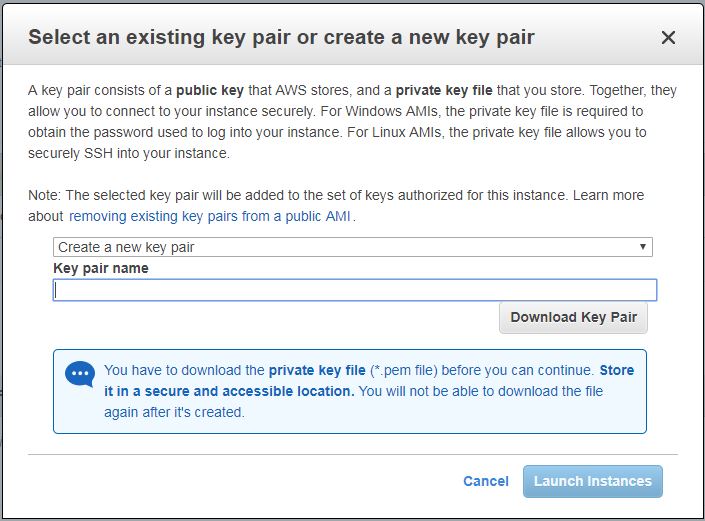 Select an existing key pair or create a new key pair
A key pair consists of a public key that AWS stores, and a private key file that you store. Together, they
allow you to connect to your instance securely. For Windows AMIs, the private key file is required to
obtain the password used to log into your instance. For Linux AMIs, the private key file allows you to
securely SSH into your instance.
Note: The selected key pair will be added to the set of keys authorized for this instance. Learn more
about removing existing key pairs from a public AMI.
Create a new key pair
Key pair name
Download Key Pair
You have to download the private key file (*.pem file) before you can continue. Store
it in a secure and accessible location. You will not be able to download the file
again after it's created.
Cancel Launch Instances